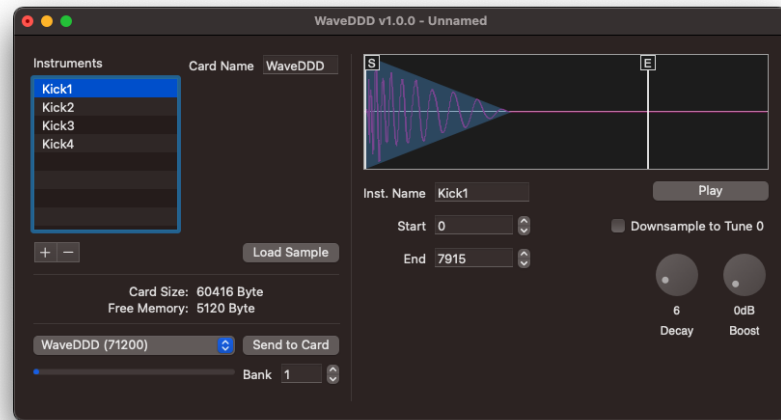 WaveDDD v1.0.0 - Unnamed
Instruments
Card Name WaveDDD
Kick1
Kick2
Kick3
Kick4
+ −
Load Sample
Card Size: 60416 Byte
Free Memory: 5120 Byte
WaveDDD (71200)
Send to Card
Bank 1
S
E
Inst. Name Kick1
Play
Start 0
Downsample to Tune 0
End 7915
6
0dB
Decay
Boost